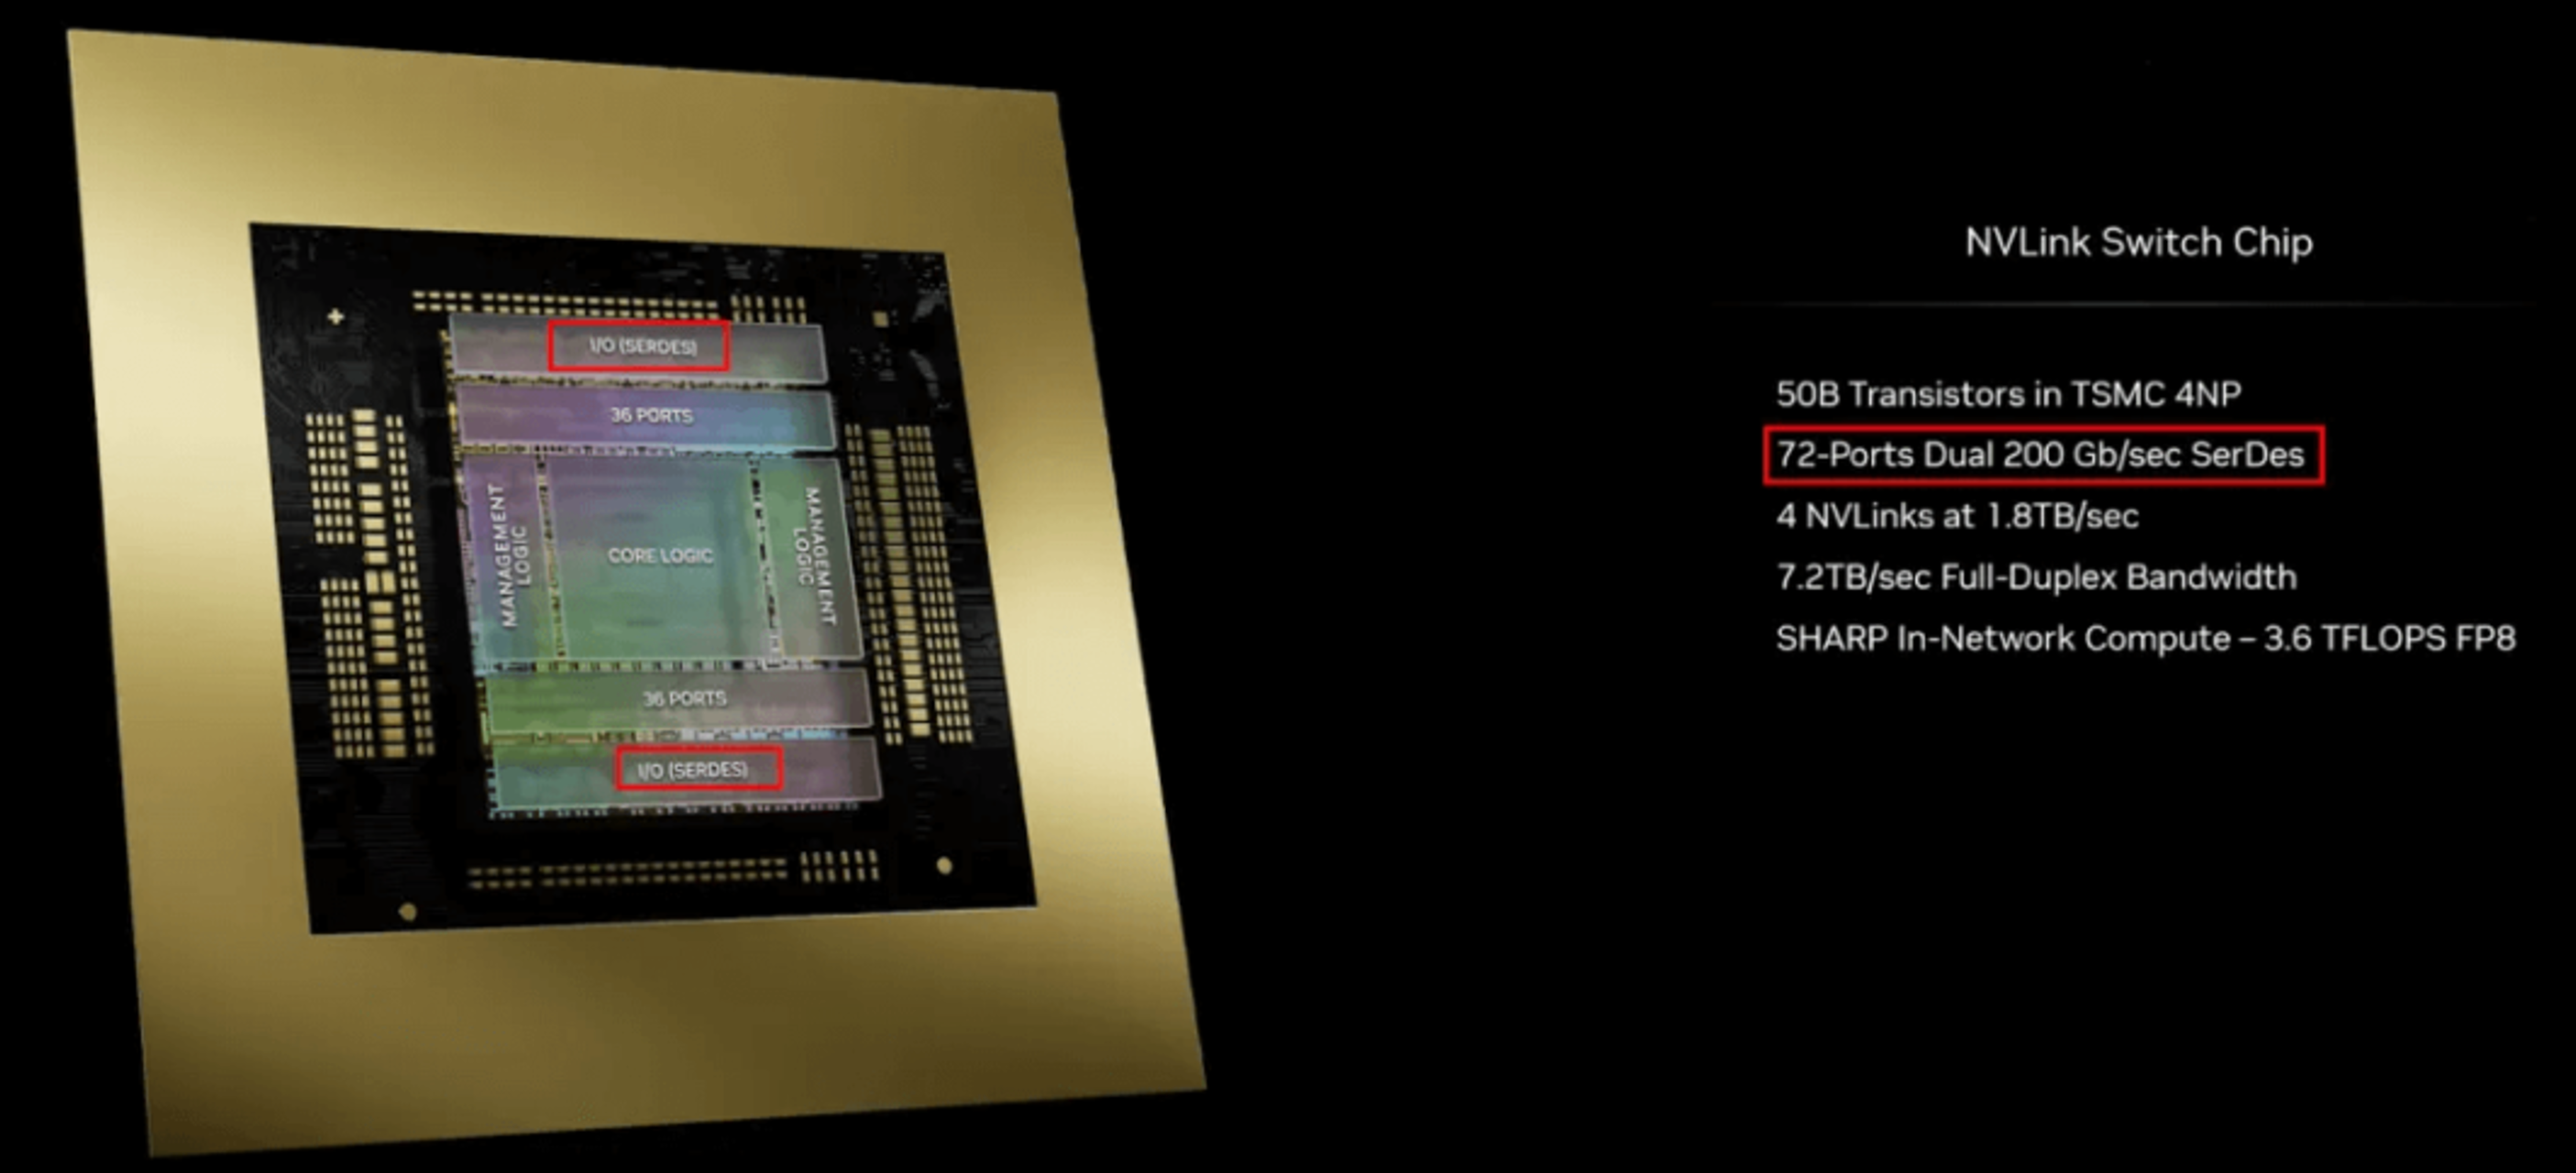 I/O (SERDES)
36 PORTS
MANAGEMENT
LOGIC
CORE LOGIC
MANAGEMENT
LOGIC
36 PORTS
I/O (SERDES)
NVLink Switch Chip
50B Transistors in TSMC 4NP
72-Ports Dual 200 Gb/sec SerDes
4 NVLinks at 1.8TB/sec
7.2TB/sec Full-Duplex Bandwidth
SHARP In-Network Compute – 3.6 TFLOPS FP8